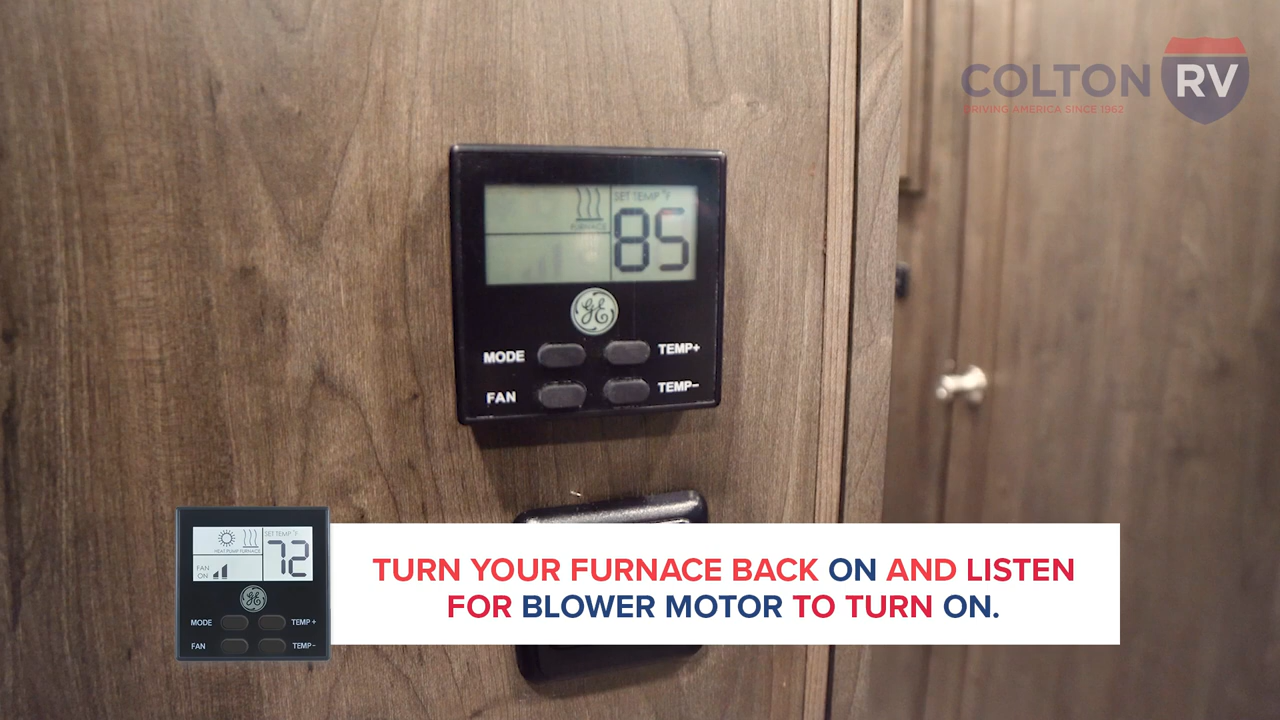 COLTON RV
DRIVING AMERICA SINCE 1962
SET TEMP °F
FURNACE
85
GE
MODE
TEMP+
FAN
TEMP-
SET TEMP °F
HEAT PUMP FURNACE
72
FAN
ON
GE
MODE
TEMP+
FAN
TEMP-
TURN YOUR FURNACE BACK ON AND LISTEN
FOR BLOWER MOTOR TO TURN ON.